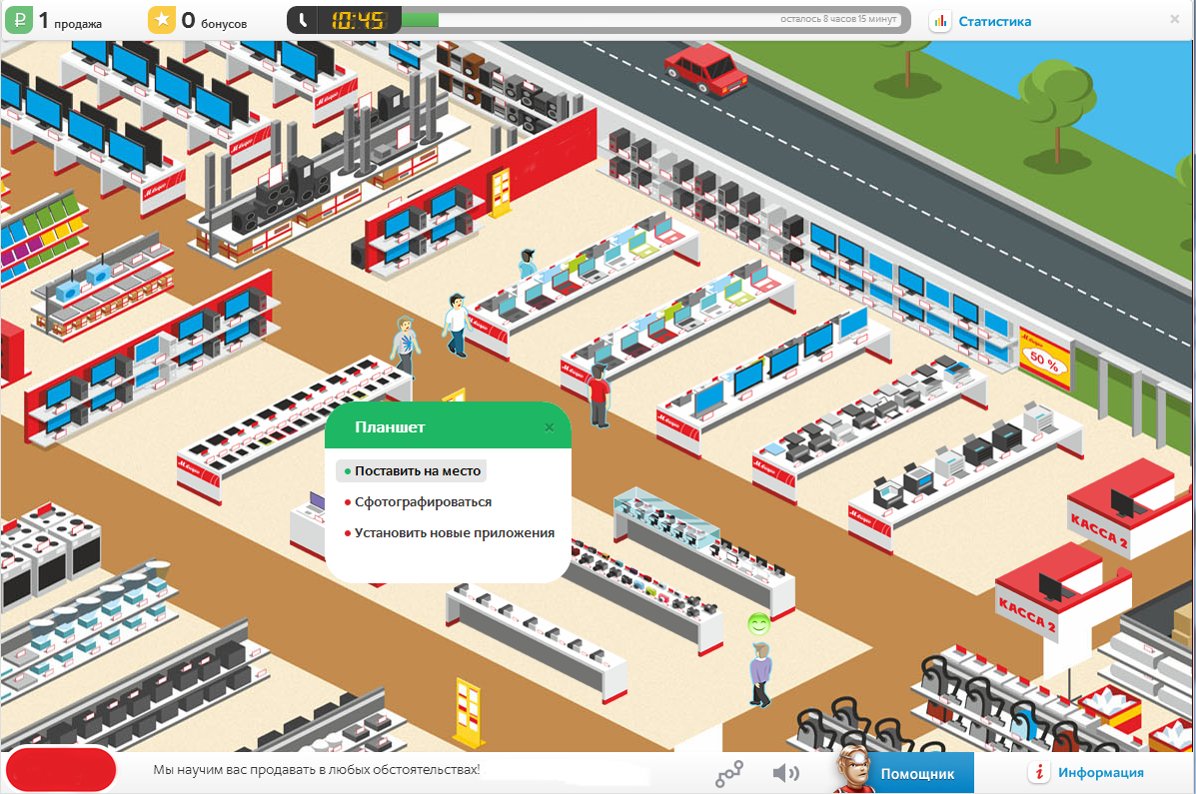 1 продажа
0 бонусов
10:45
осталось 8 часов 15 минут
Статистика
50 %
Планшет
Поставить на место
Сфотографироваться
Установить новые приложения
КАССА 2
КАССА 2
Мы научим вас продавать в любых обстоятельствах!
Помощник
Информация